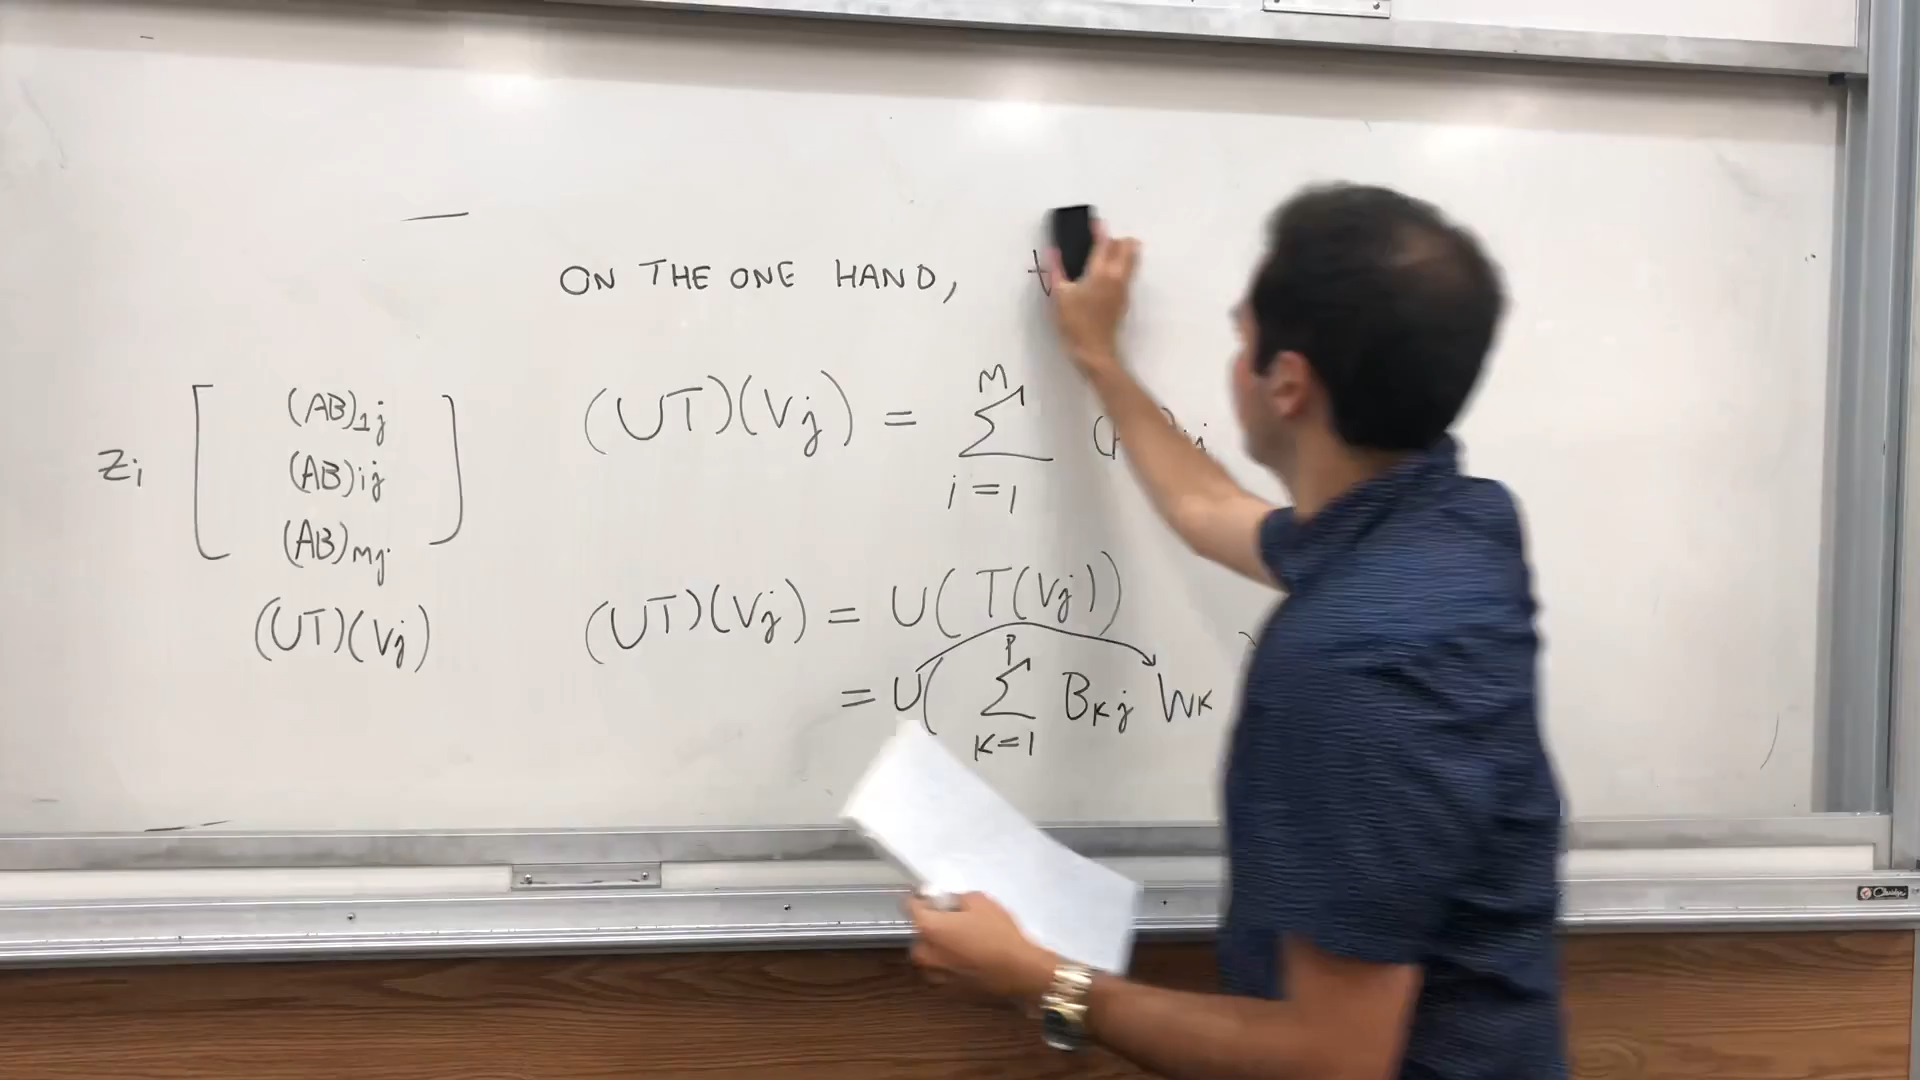 ON THE ONE HAND,
Zi [ (AB)1j
(AB)ij
(AB)mj ]
(UT)(Vj)
(UT)(Vj) = M Σ i=1
(UT)(Vj) = U(T(Vj))
= U( P Σ K=1 BKj WK